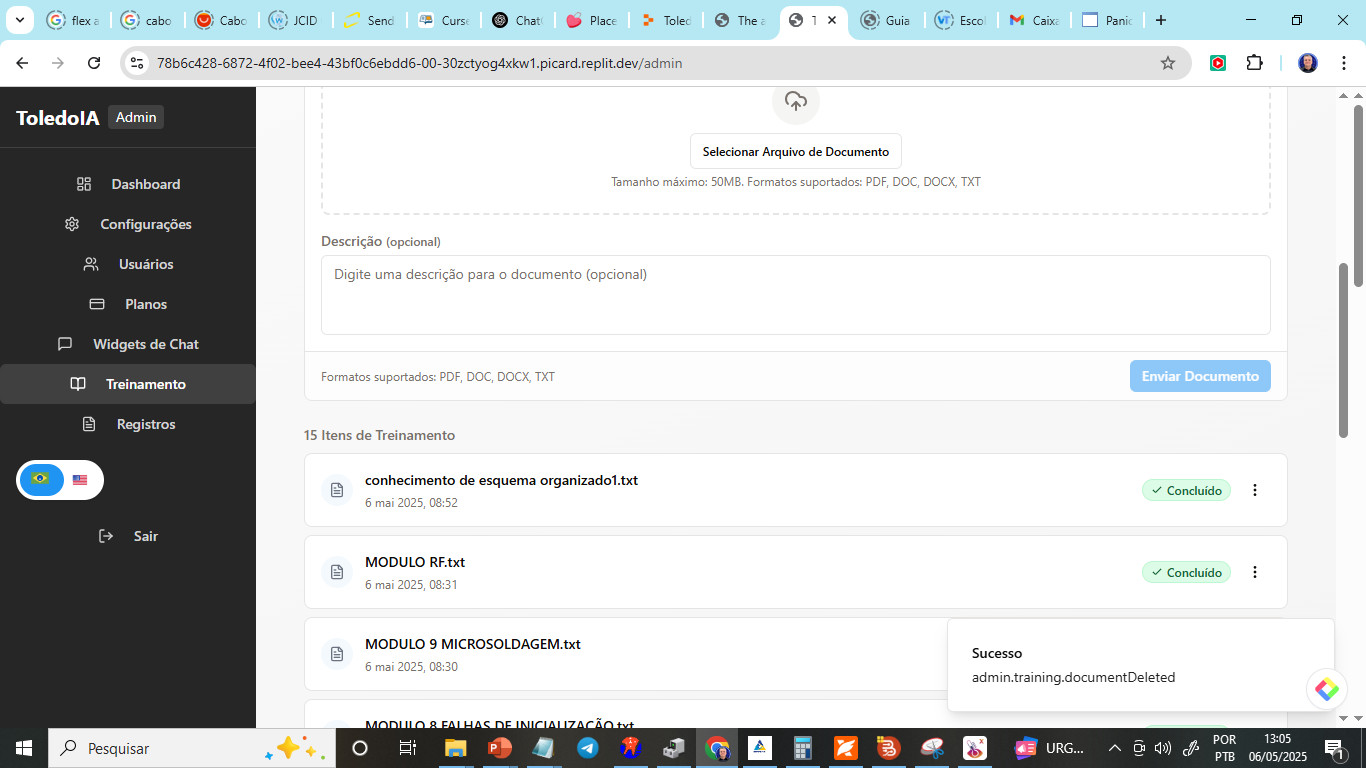 flex a
cabo
Cabo
JCID
Send
Curse
Chat
Place
Toled
The a
T
Guia
Escol
Caixa
Panic
78b6c428-6872-4f02-bee4-43bf0c6ebdd6-00-30zctyog4xkw1.picard.replit.dev/admin
ToledoIA Admin
Dashboard
Configurações
Usuários
Planos
Widgets de Chat
Treinamento
Registros
Sair
Selecionar Arquivo de Documento
Tamanho máximo: 50MB. Formatos suportados: PDF, DOC, DOCX, TXT
Descrição (opcional)
Digite uma descrição para o documento (opcional)
Formatos suportados: PDF, DOC, DOCX, TXT
Enviar Documento
15 Itens de Treinamento
conhecimento de esquema organizado1.txt
6 mai 2025, 08:52
Concluído
MODULO RF.txt
6 mai 2025, 08:31
Concluído
MODULO 9 MICROSOLDAGEM.txt
6 mai 2025, 08:30
MODULO 8 FALHAS DE INICIALIZAÇÃO.txt
Sucesso
admin.training.documentDeleted
Pesquisar
URG...
POR
PTB
13:05
06/05/2025
1